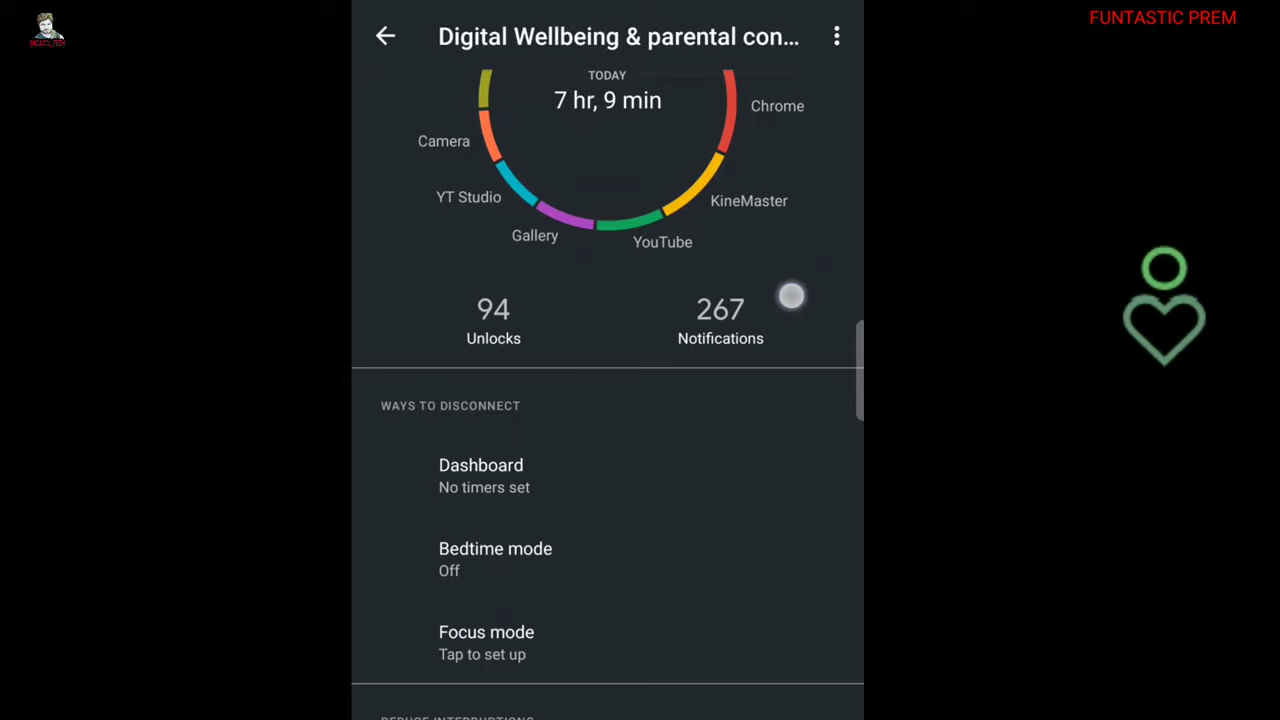 FUNTASTIC PREM
Digital Wellbeing & parental con...
TODAY
7 hr, 9 min
Chrome
Camera
YT Studio
KineMaster
Gallery
YouTube
94
267
Unlocks
Notifications
WAYS TO DISCONNECT
Dashboard
No timers set
Bedtime mode
Off
Focus mode
Tap to set up
REDUCE INTERRUPTIONS